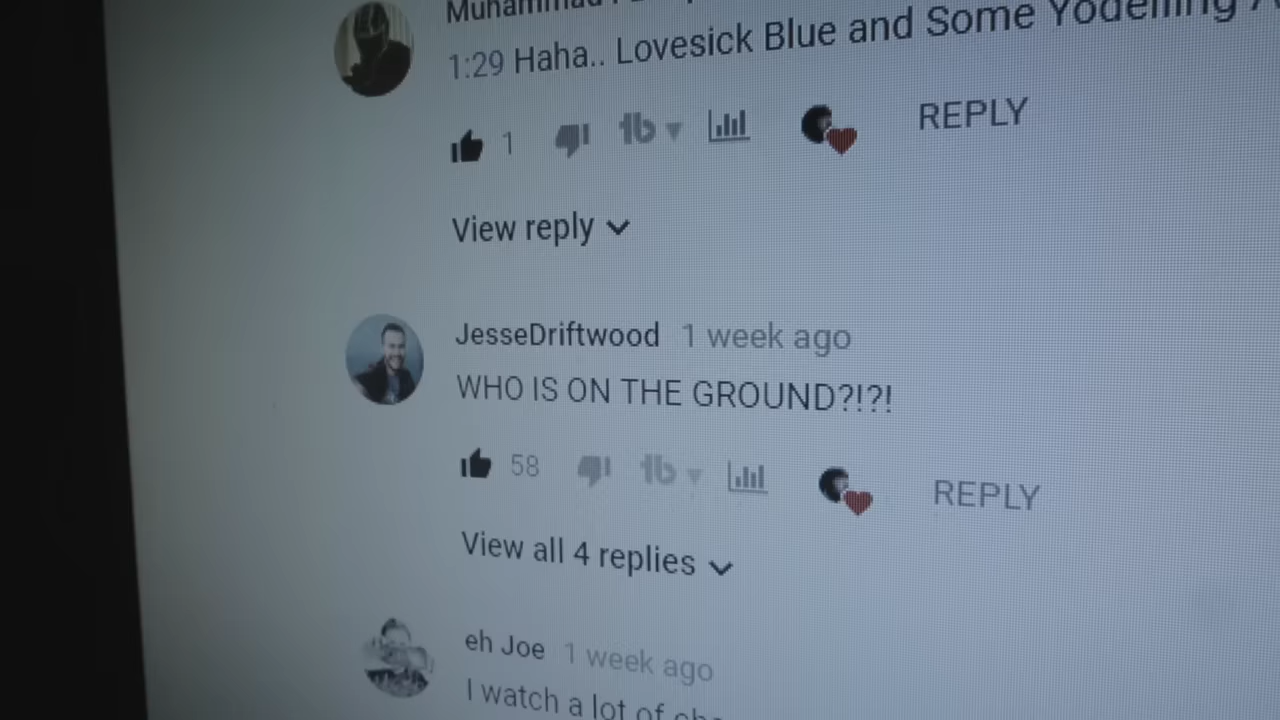 Muhammad
1:29 Haha.. Lovesick Blue and Some Yodelling
1
REPLY
View reply
JesseDriftwood 1 week ago
WHO IS ON THE GROUND?!?!
58
REPLY
View all 4 replies
eh Joe 1 week ago
I watch a lot of